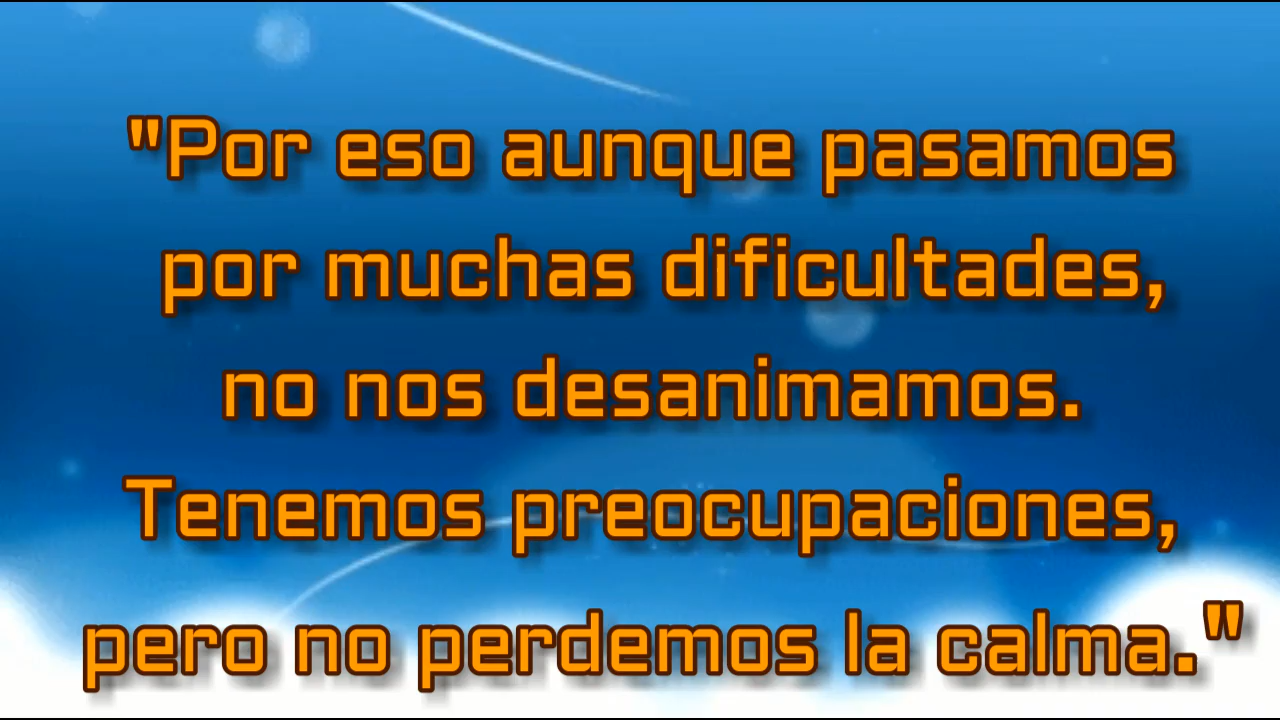 "Por eso aunque pasamos
por muchas dificultades,
no nos desanimamos.
Tenemos preocupaciones,
pero no perdemos la calma."